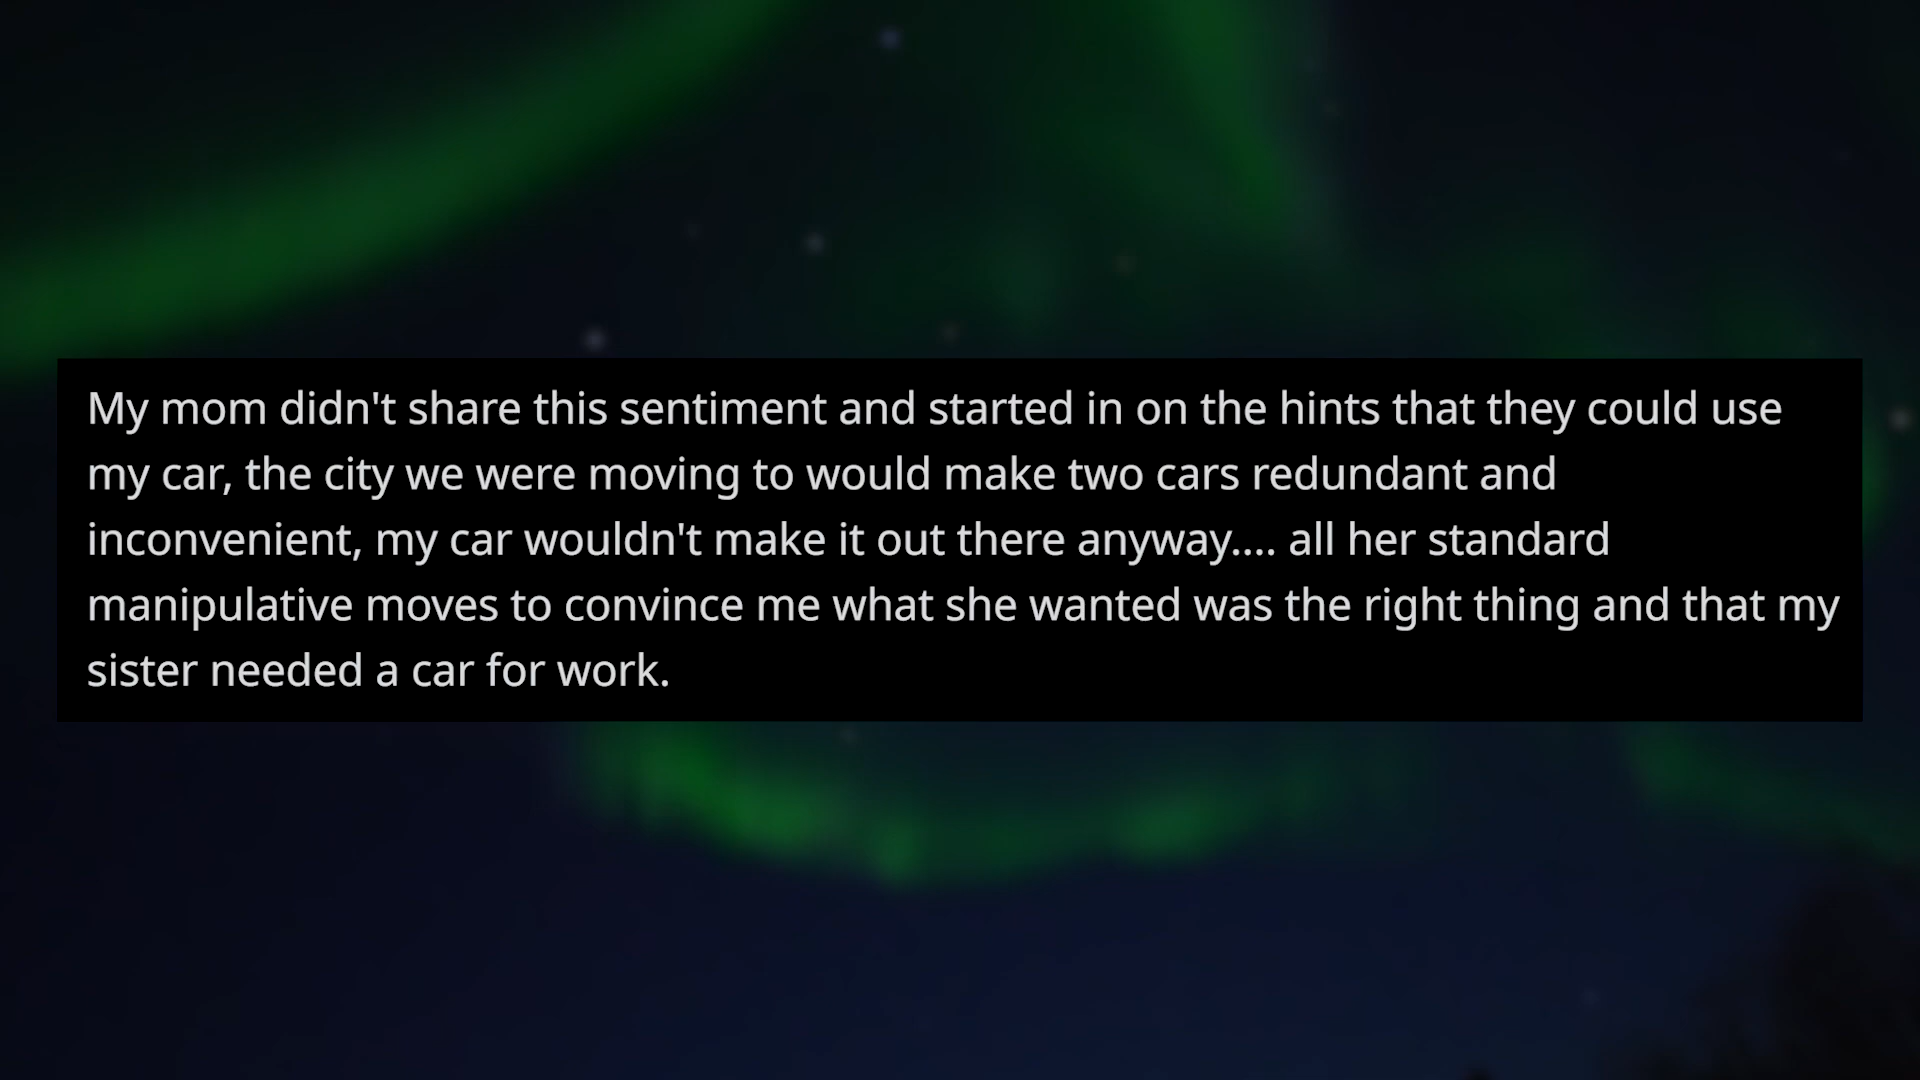 My mom didn't share this sentiment and started in on the hints that they could use
my car, the city we were moving to would make two cars redundant and
inconvenient, my car wouldn't make it out there anyway.... all her standard
manipulative moves to convince me what she wanted was the right thing and that my
sister needed a car for work.